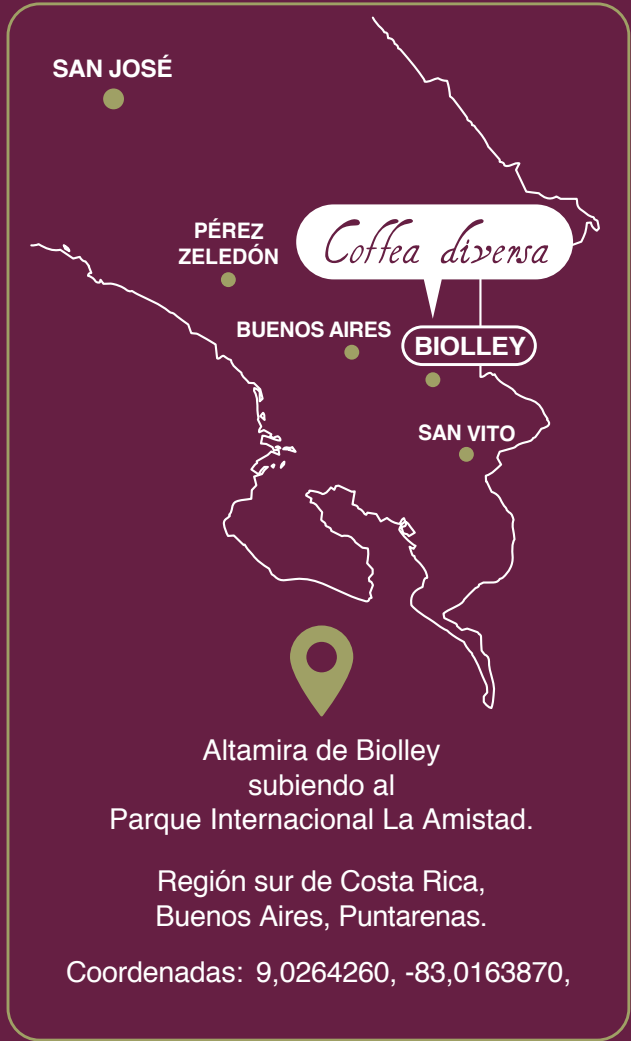 SAN JOSÉ
PÉREZ
ZELEDÓN
Coffea diversa
BUENOS AIRES
BIOLLEY
SAN VITO
Altamira de Biolley
subiendo al
Parque Internacional La Amistad.
Región sur de Costa Rica,
Buenos Aires, Puntarenas.
Coordenadas: 9,0264260, -83,0163870,